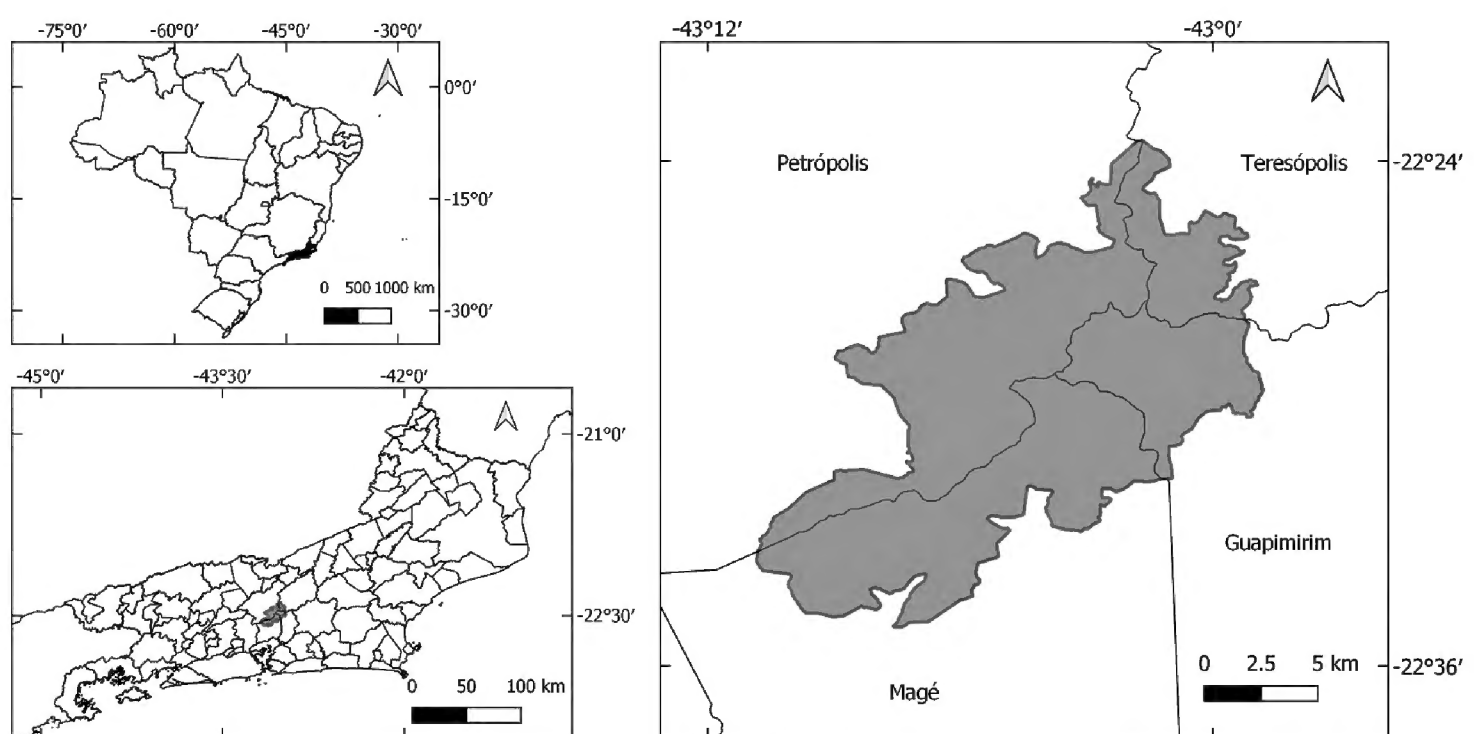 -75°0′ -60°0′ -45°0′ -30°0′
0°0′
-15°0′
-30°0′
0 500 1000 km
-45°0′ -43°30′ -42°0′
-21°0′
-22°30′
0 50 100 km
-43°12′ -43°0′
Petrópolis
Teresópolis
-22°24′
Guapimirim
Magé
0 2.5 5 km
-22°36′